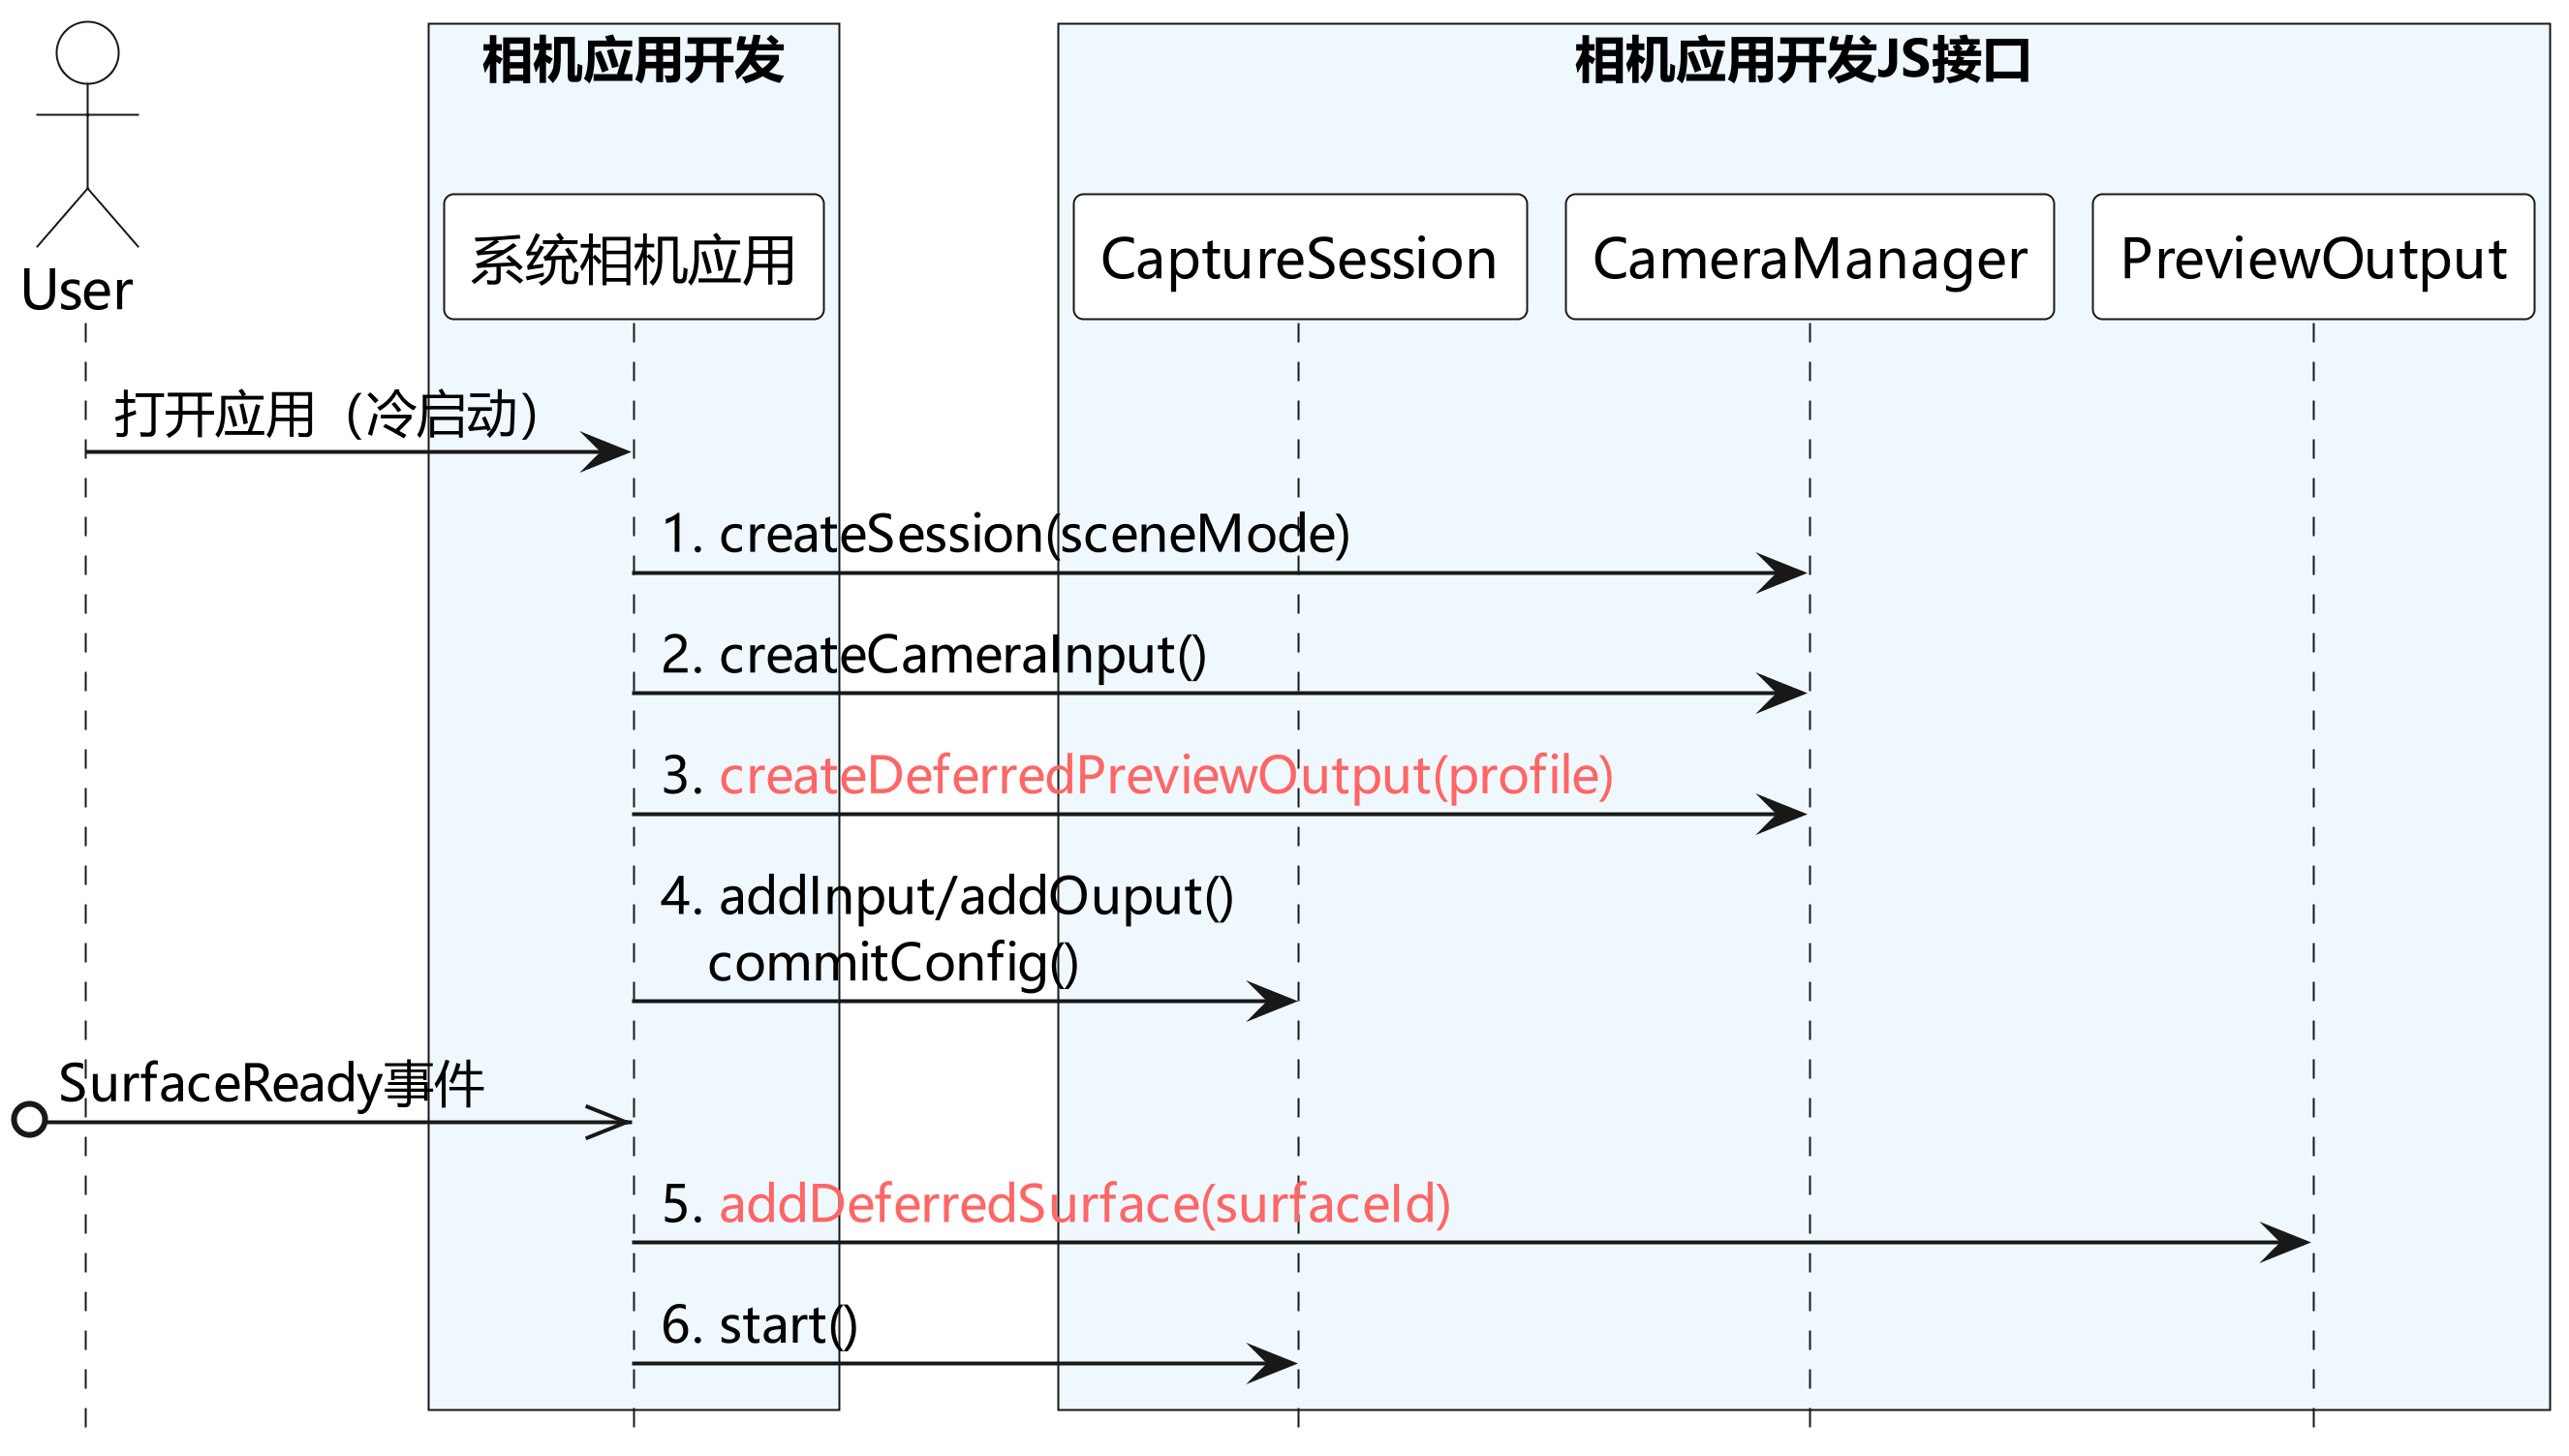 相机应用开发
相机应用开发JS接口
User
系统相机应用
CaptureSession
CameraManager
PreviewOutput
打开应用（冷启动）
1. createSession(sceneMode)
2. createCameraInput()
3. createDeferredPreviewOutput(profile)
4. addInput/addOuput()
commitConfig()
SurfaceReady事件
5. addDeferredSurface(surfaceId)
6. start()